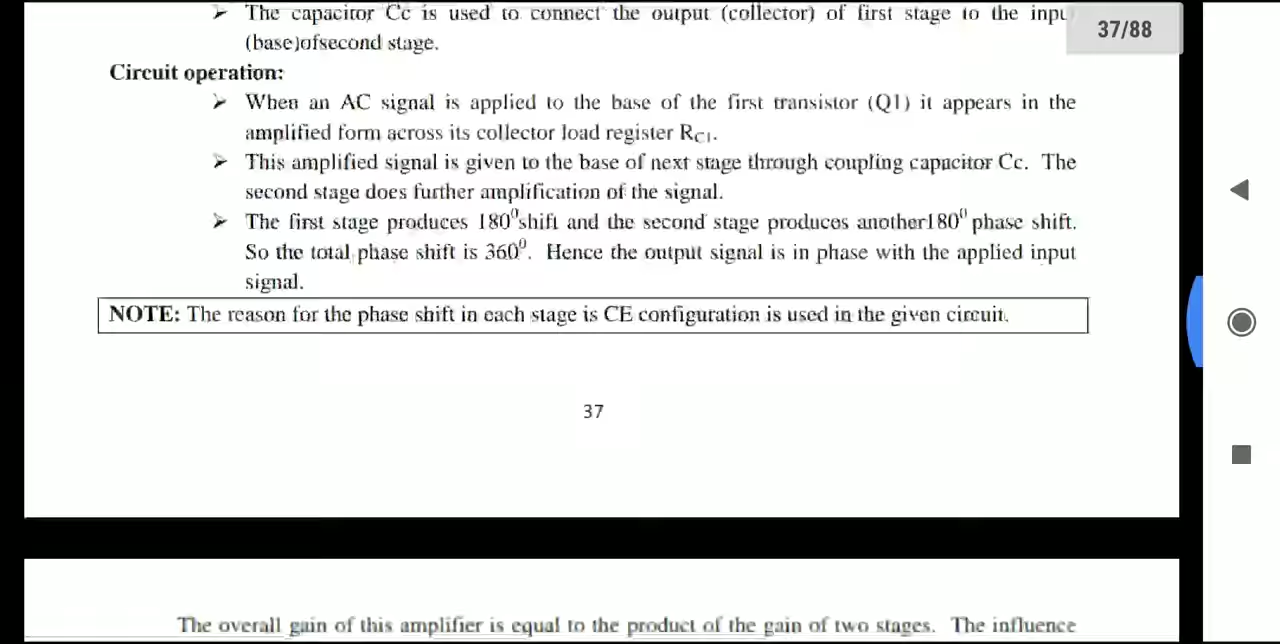 ➢ The capacitor Cc is used to connect the output (collector) of first stage to the inpu
37/88
(base)ofsecond stage.
Circuit operation:
➢ When an AC signal is applied to the base of the first transistor (Q1) it appears in the
amplified form across its collector load register RC1.
➢ This amplified signal is given to the base of next stage through coupling capacitor Cc. The
second stage does further amplification of the signal.
➢ The first stage produces 180⁰shift and the second stage produces another180⁰ phase shift.
So the total phase shift is 360⁰. Hence the output signal is in phase with the applied input
signal.
NOTE: The reason for the phase shift in each stage is CE configuration is used in the given circuit.
37
The overall gain of this amplifier is equal to the product of the gain of two stages. The influence